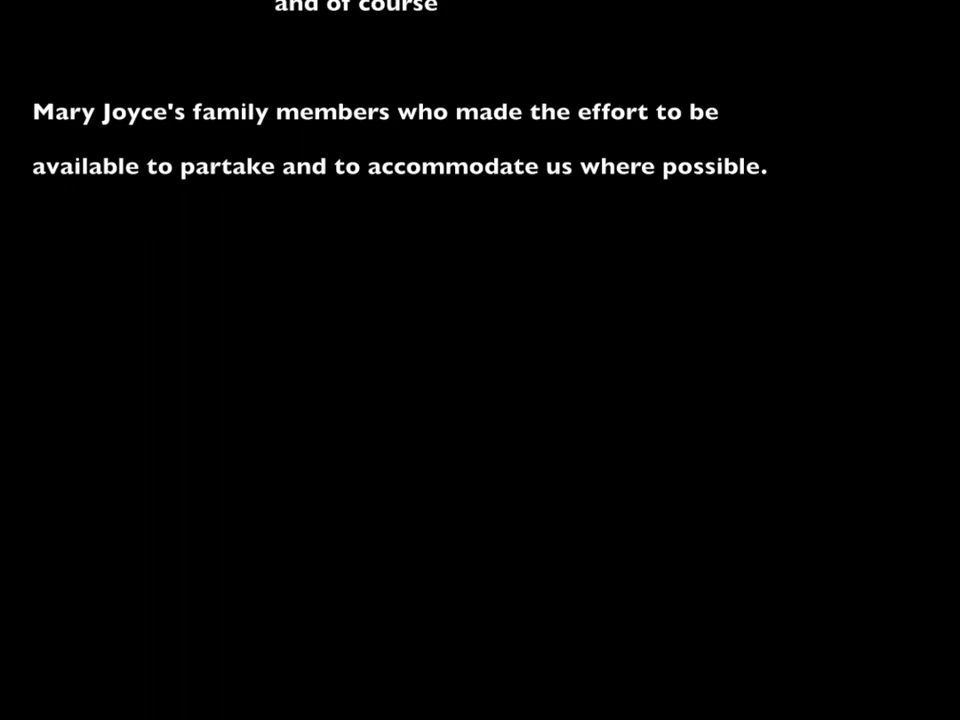 and of course
Mary Joyce's family members who made the effort to be
available to partake and to accommodate us where possible.